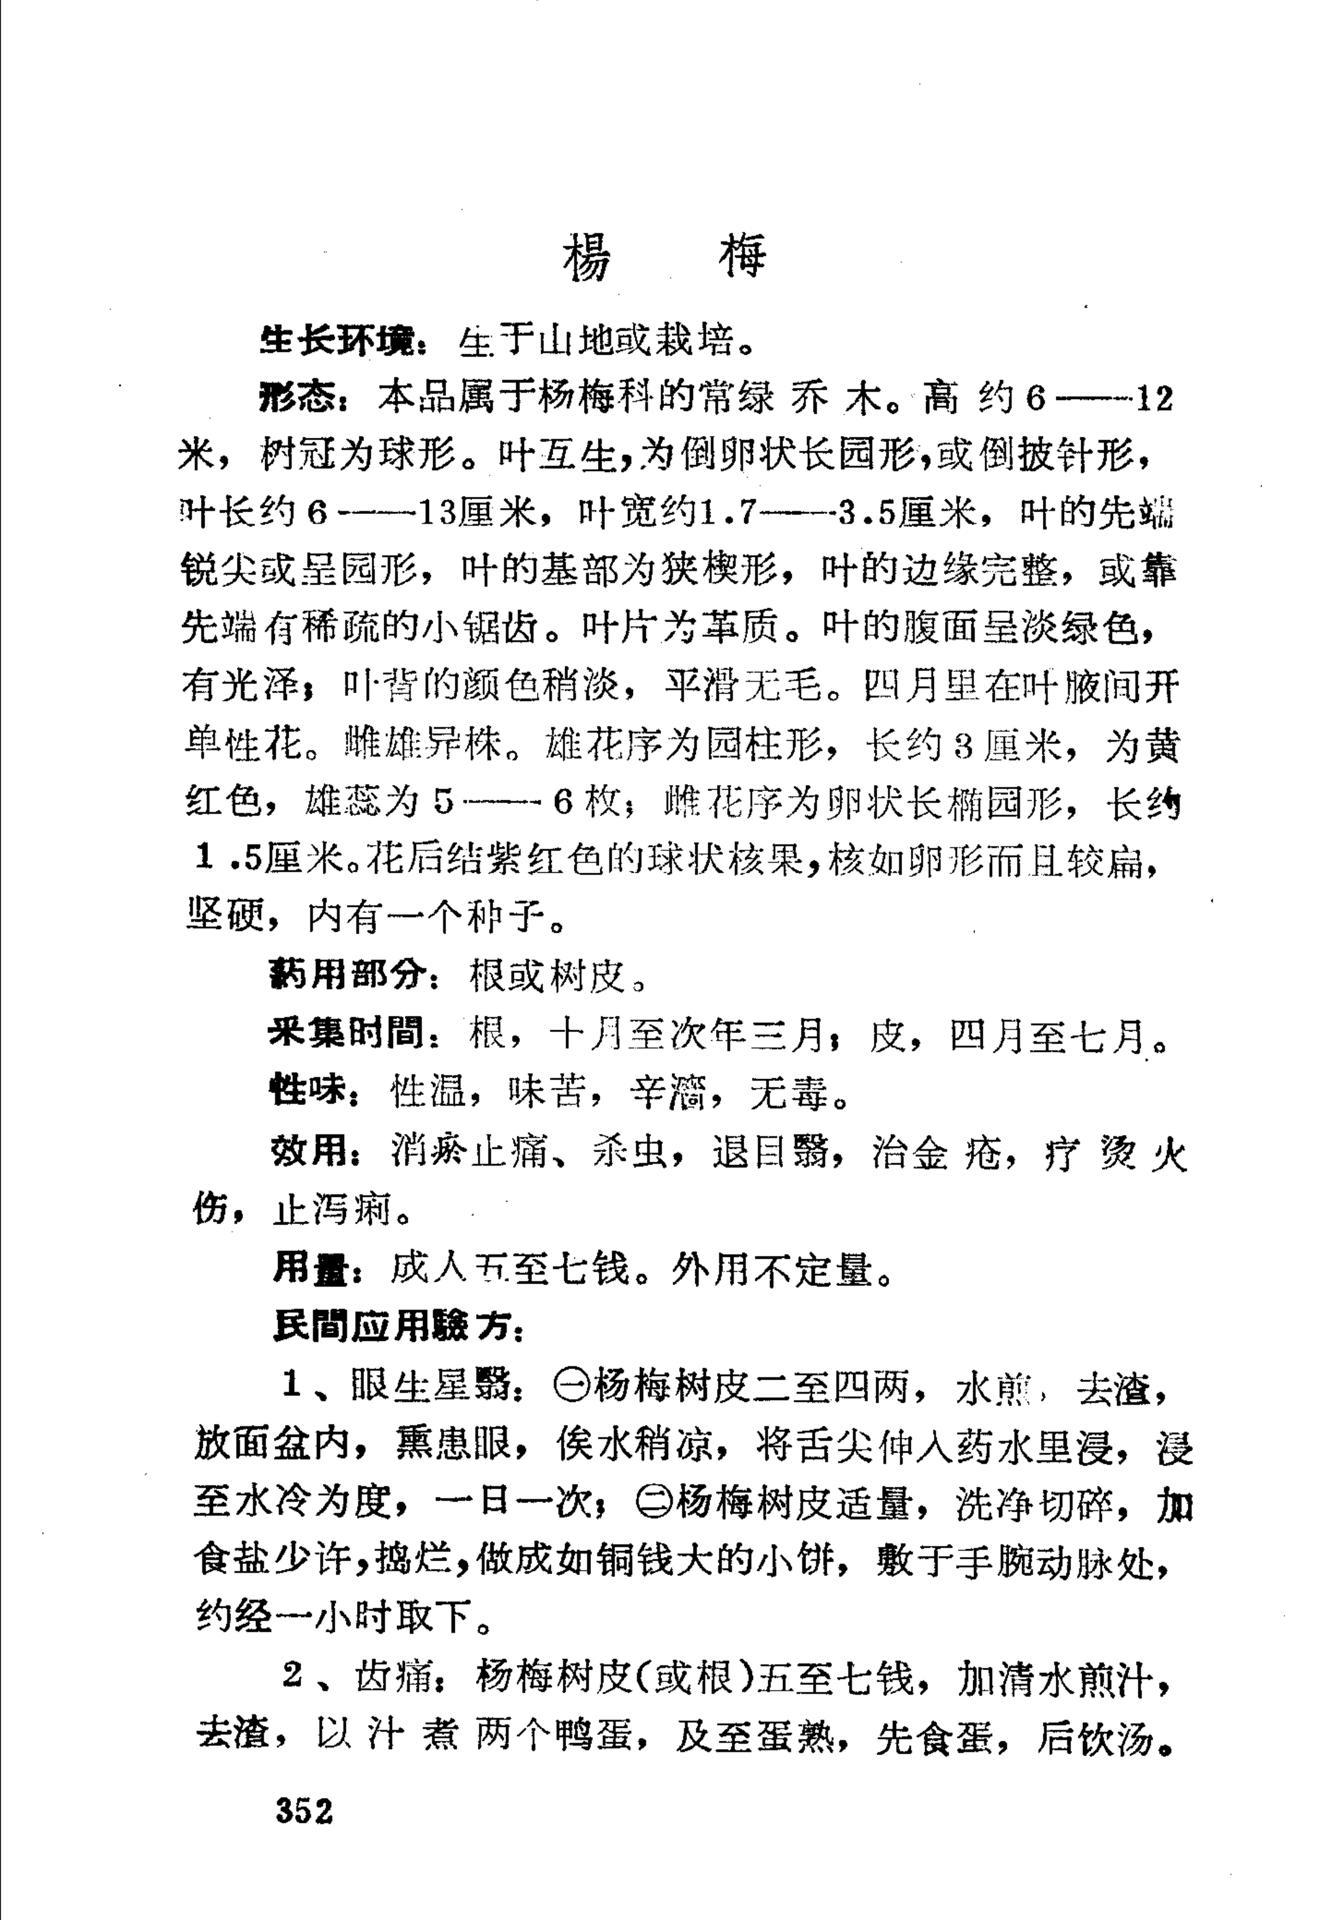 楊 梅
生长环境：生于山地或栽培。
形态：本品属于杨梅科的常绿乔木。高约6——12
米，树冠为球形。叶互生，为倒卵状长园形，或倒披针形，
叶长约6——13厘米，叶宽约1.7——3.5厘米，叶的先端
锐尖或呈园形，叶的基部为狭楔形，叶的边缘完整，或靠
先端有稀疏的小锯齿。叶片为革质。叶的腹面呈淡绿色，
有光泽；叶背的颜色稍淡，平滑无毛。四月里在叶腋间开
单性花。雌雄异株。雄花序为园柱形，长约3厘米，为黄
红色，雄蕊为5——6枚；雌花序为卵状长椭园形，长约
1.5厘米。花后结紫红色的球状核果，核如卵形而且较扁，
坚硬，内有一个种子。
药用部分：根或树皮。
采集时間：根，十月至次年三月；皮，四月至七月。
性味：性温，味苦，辛濇，无毒。
效用：消瘀止痛、杀虫，退目翳，治金疮，疗烫火
伤，止泻痢。
用量：成人五至七钱。外用不定量。
民間应用驗方：
1、眼生星翳：㊀杨梅树皮二至四两，水煎，去渣，
放面盆内，熏患眼，俟水稍凉，将舌尖伸入药水里浸，浸
至水冷为度，一日一次；㊁杨梅树皮适量，洗净切碎，加
食盐少许，捣烂，做成如铜钱大的小饼，敷于手腕动脉处，
约经一小时取下。
2、齿痛：杨梅树皮(或根)五至七钱，加清水煎汁，
去渣，以汁煮两个鸭蛋，及至蛋熟，先食蛋，后饮汤。
352